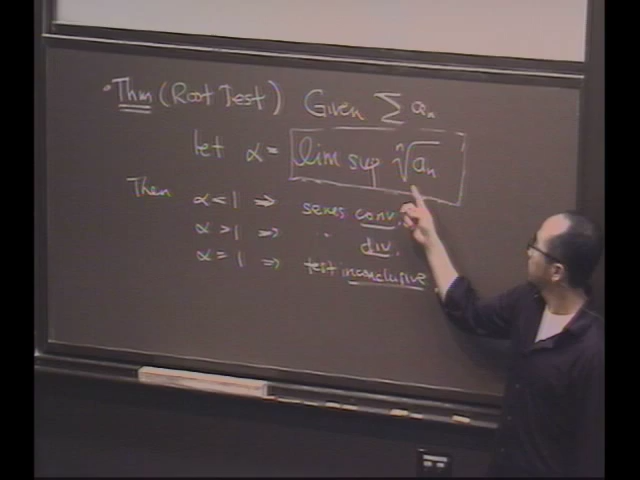 • Thm (Root Test) Given ∑ aₙ
let α = lim sup ⁿ√aₙ
Then α < 1 ⇒ series conv.
α > 1 ⇒ " div.
α = 1 ⇒ test inconclusive.